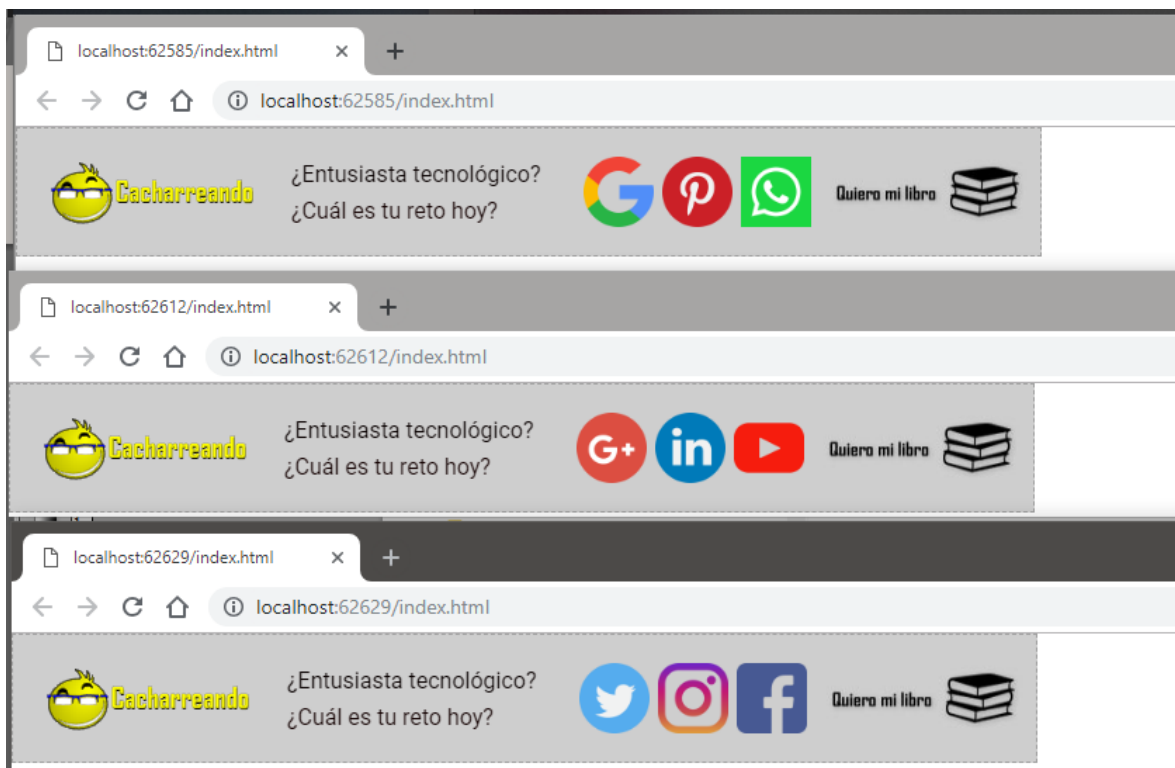 localhost:62585/index.html
localhost:62585/index.html
Cacharreando
¿Entusiasta tecnológico?
¿Cuál es tu reto hoy?
Quiero mi libro
localhost:62612/index.html
localhost:62612/index.html
Cacharreando
¿Entusiasta tecnológico?
¿Cuál es tu reto hoy?
G+
in
Quiero mi libro
localhost:62629/index.html
localhost:62629/index.html
Cacharreando
¿Entusiasta tecnológico?
¿Cuál es tu reto hoy?
Quiero mi libro